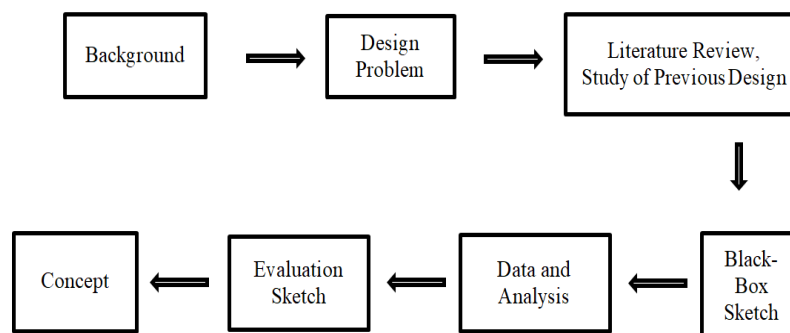 Background
Design
Problem
Literature Review,
Study of Previous Design
Black-
Box
Sketch
Data and
Analysis
Evaluation
Sketch
Concept